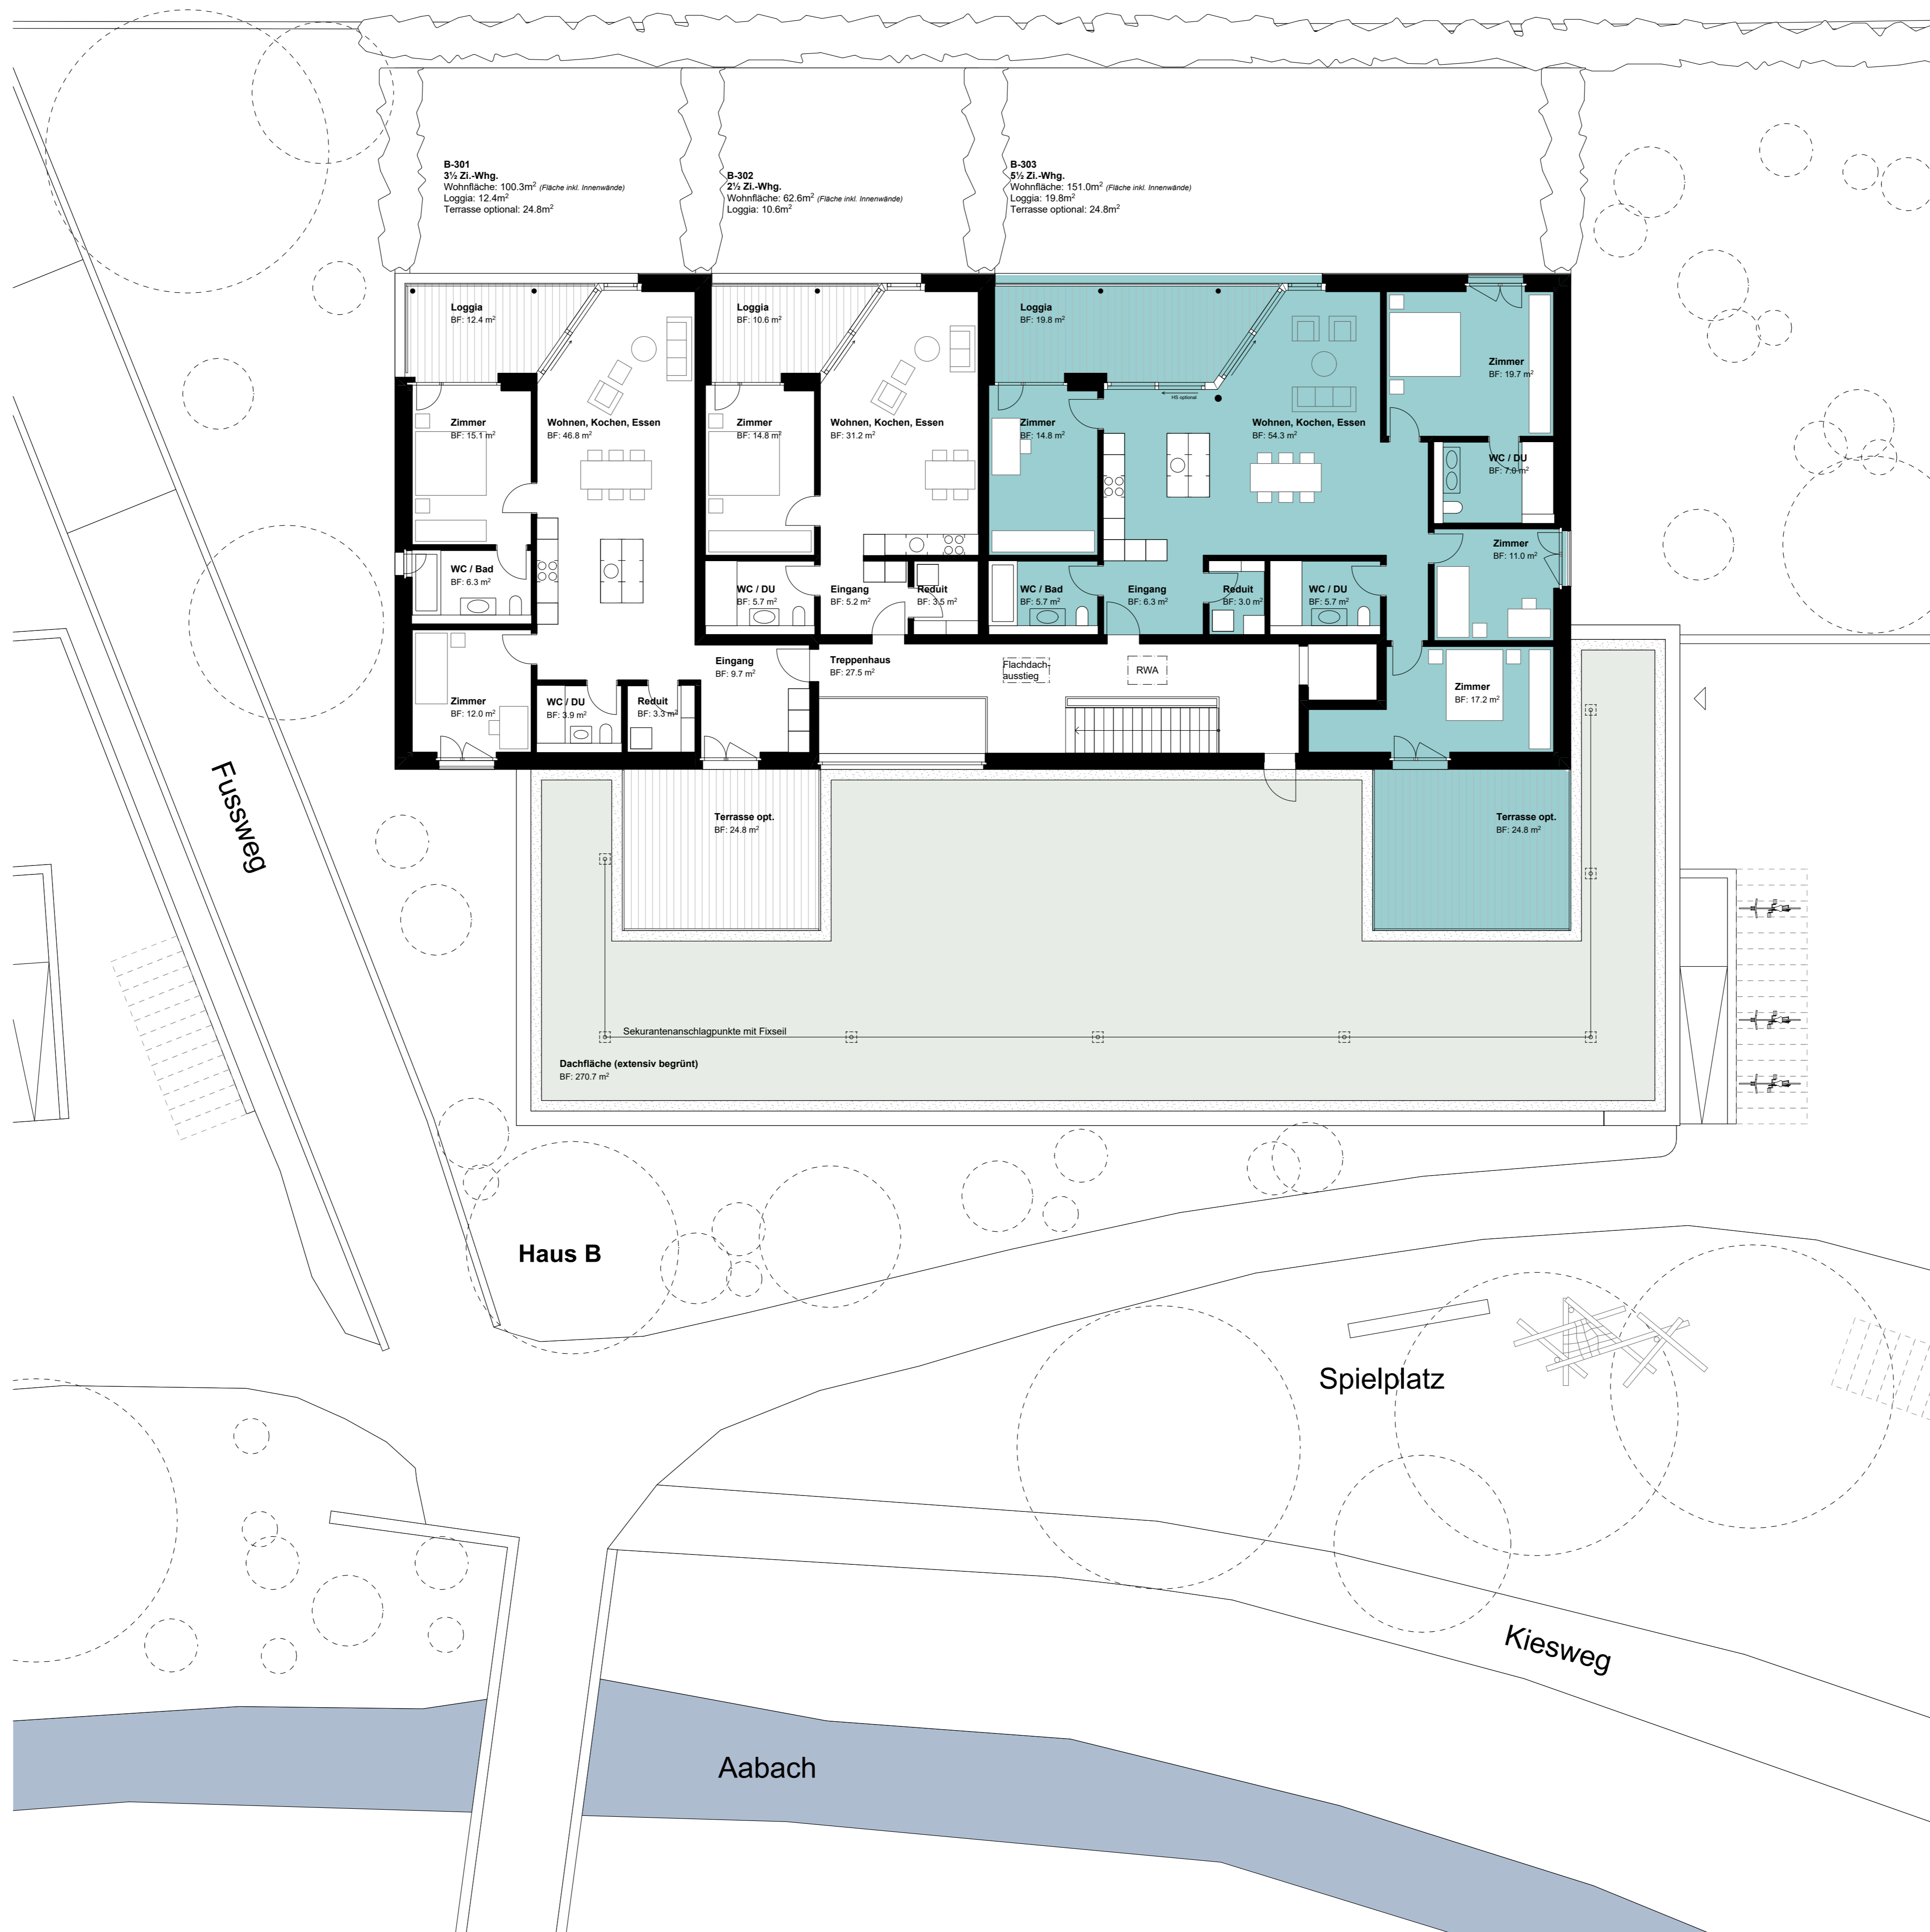 B-301
3½ Zi.-Whg.
Wohnfläche: 100.3m² (Fläche inkl. Innenwände)
Loggia: 12.4m²
Terrasse optional: 24.8m²
B-302
2½ Zi.-Whg.
Wohnfläche: 62.6m² (Fläche inkl. Innenwände)
Loggia: 10.6m²
B-303
5½ Zi.-Whg.
Wohnfläche: 151.0m² (Fläche inkl. Innenwände)
Loggia: 19.8m²
Terrasse optional: 24.8m²
Loggia
BF: 12.4 m²
Loggia
BF: 10.6 m²
Loggia
BF: 19.8 m²
Zimmer
BF: 19.7 m²
HS optional
Zimmer
BF: 15.1 m²
Wohnen, Kochen, Essen
BF: 46.8 m²
Zimmer
BF: 14.8 m²
Wohnen, Kochen, Essen
BF: 31.2 m²
Zimmer
BF: 14.8 m²
Wohnen, Kochen, Essen
BF: 54.3 m²
WC / DU
BF: 7.0 m²
Zimmer
BF: 11.0 m²
WC / Bad
BF: 6.3 m²
WC / DU
BF: 5.7 m²
Eingang
BF: 5.2 m²
Reduit
BF: 3.5 m²
WC / Bad
BF: 5.7 m²
Eingang
BF: 6.3 m²
Reduit
BF: 3.0 m²
WC / DU
BF: 5.7 m²
Eingang
BF: 9.7 m²
Treppenhaus
BF: 27.5 m²
Flachdach-
ausstieg
RWA
Zimmer
BF: 17.2 m²
Zimmer
BF: 12.0 m²
WC / DU
BF: 3.9 m²
Reduit
BF: 3.3 m²
Fussweg
Terrasse opt.
BF: 24.8 m²
Terrasse opt.
BF: 24.8 m²
Sekurantenanschlagpunkte mit Fixseil
Dachfläche (extensiv begrünt)
BF: 270.7 m²
Haus B
Spielplatz
Kiesweg
Aabach